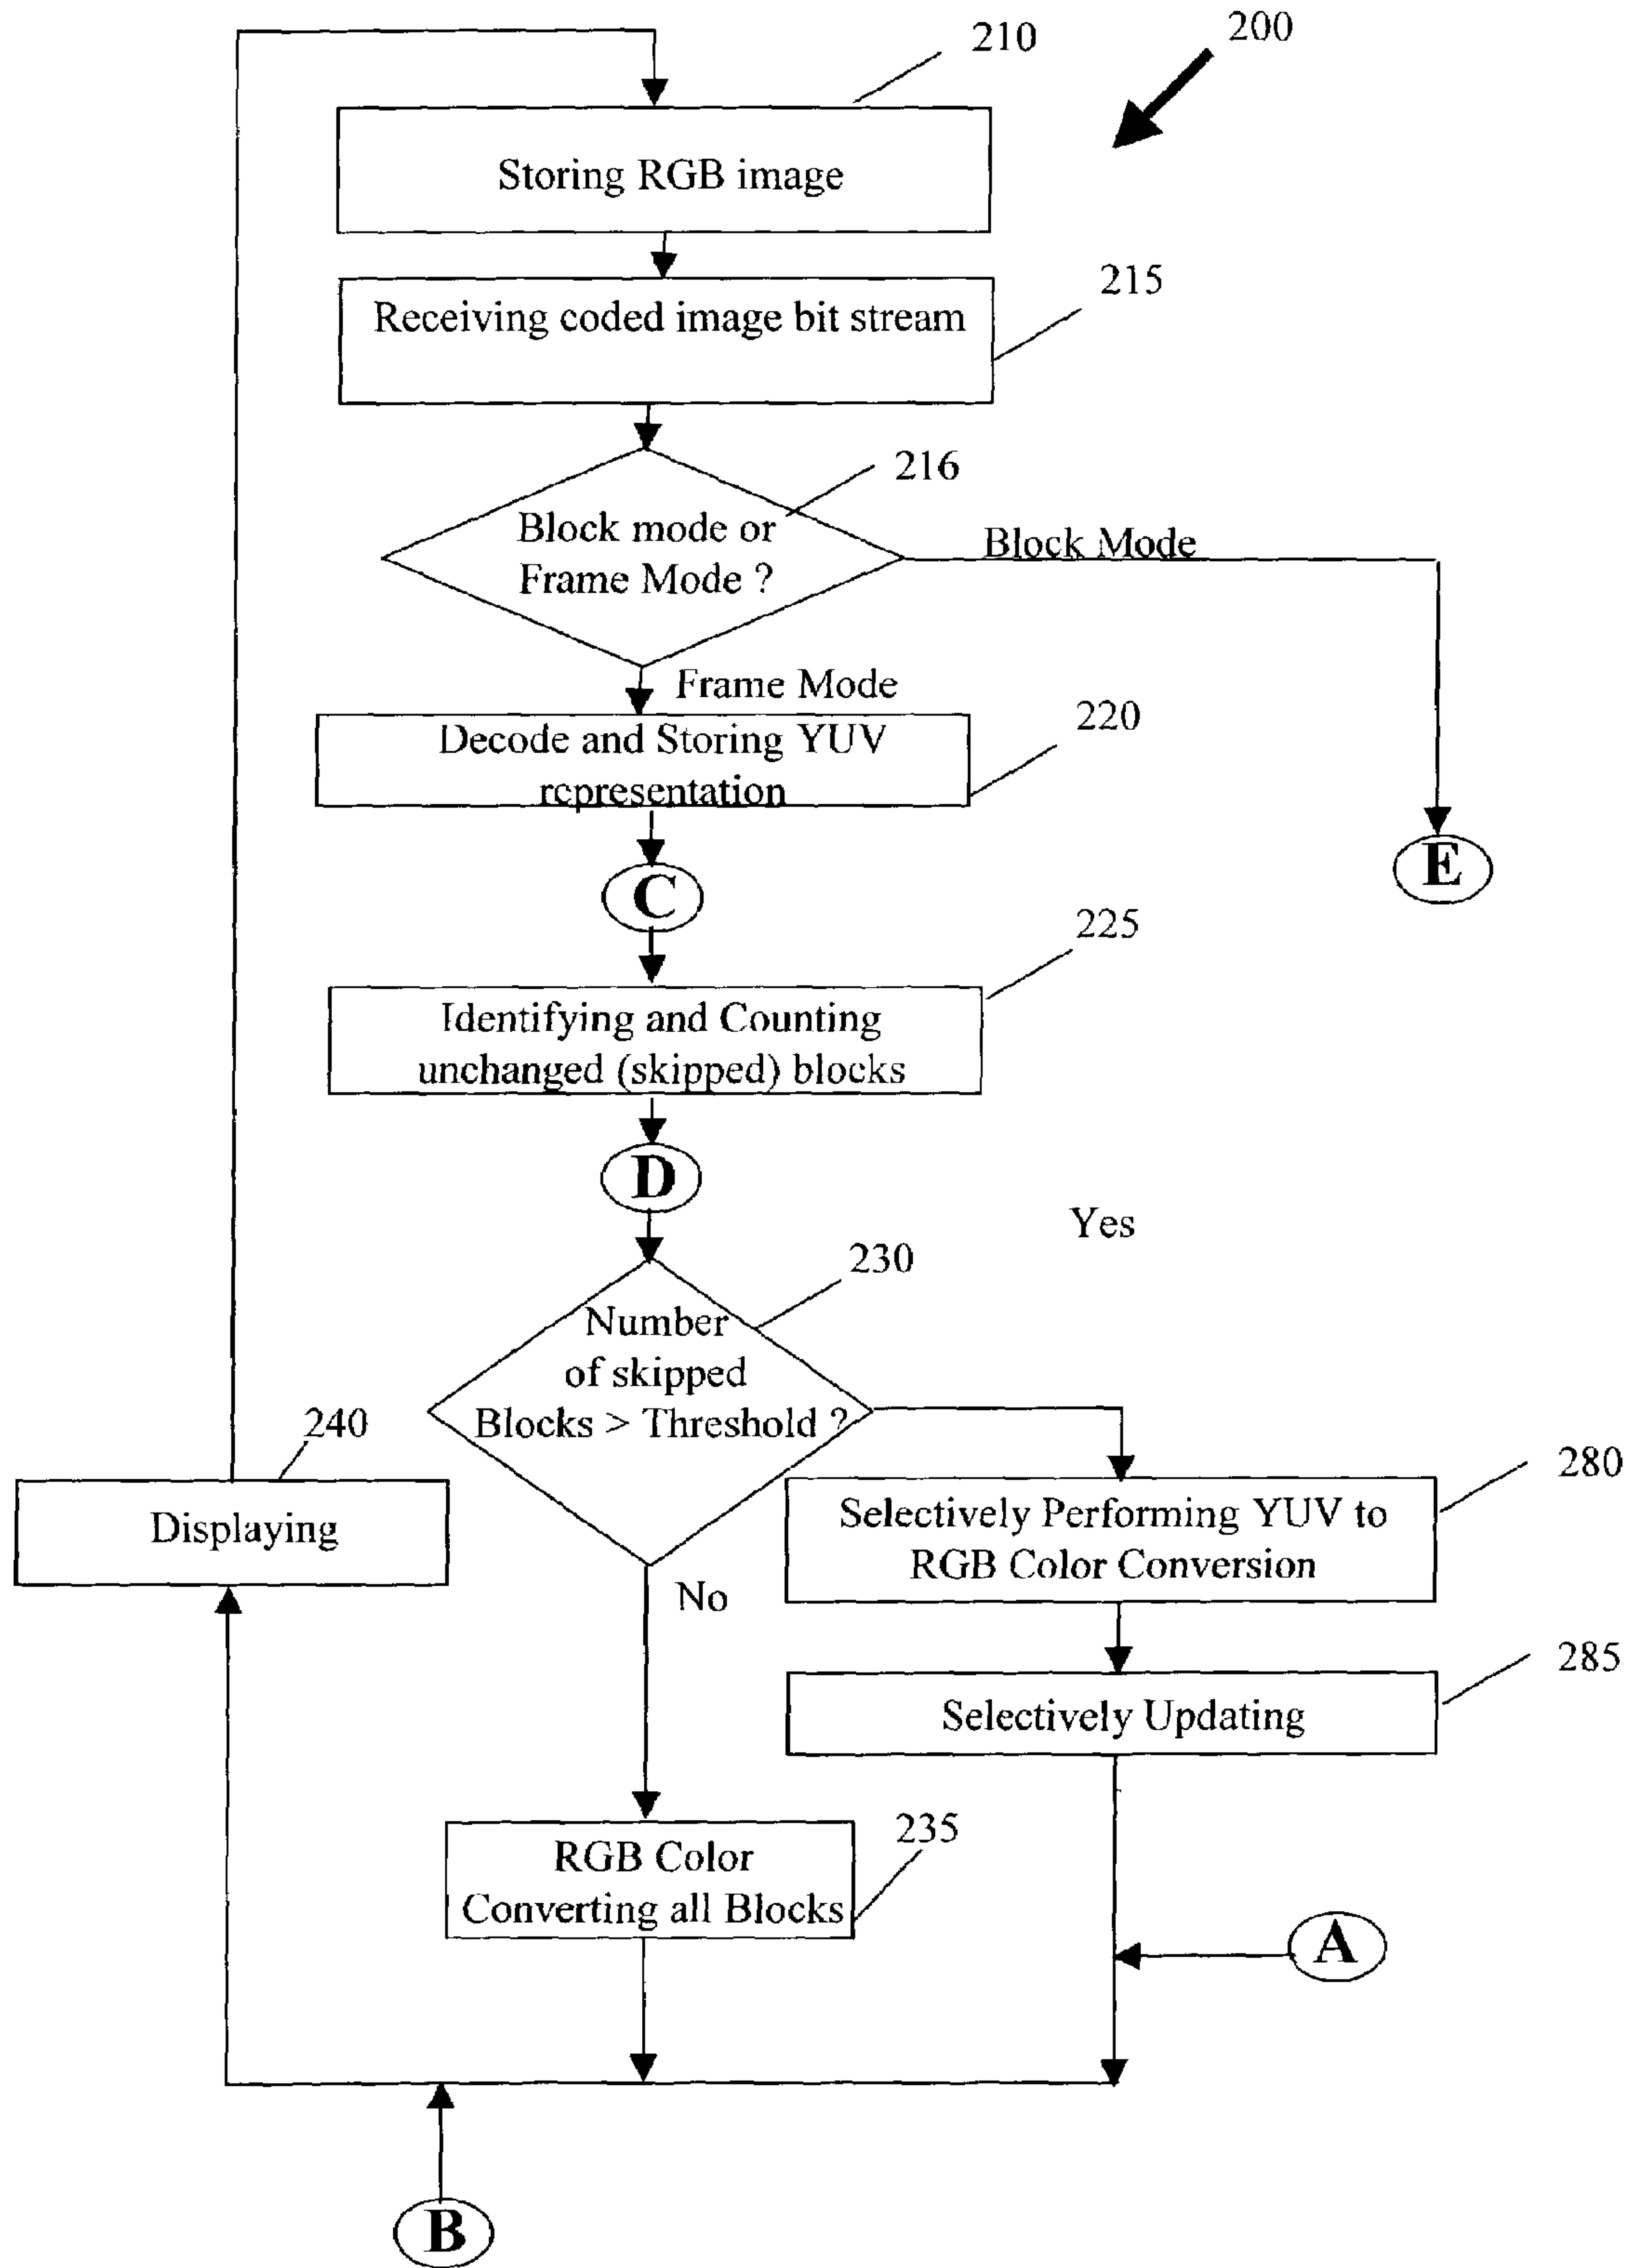 200
210
Storing RGB image
215
Receiving coded image bit stream
216
Block mode or
Frame Mode ?
Block Mode
Frame Mode
220
Decode and Storing YUV
representation
C
E
225
Identifying and Counting
unchanged (skipped) blocks
D
Yes
230
Number
of skipped
Blocks > Threshold ?
240
Displaying
280
Selectively Performing YUV to
RGB Color Conversion
No
285
Selectively Updating
235
RGB Color
Converting all Blocks
A
B